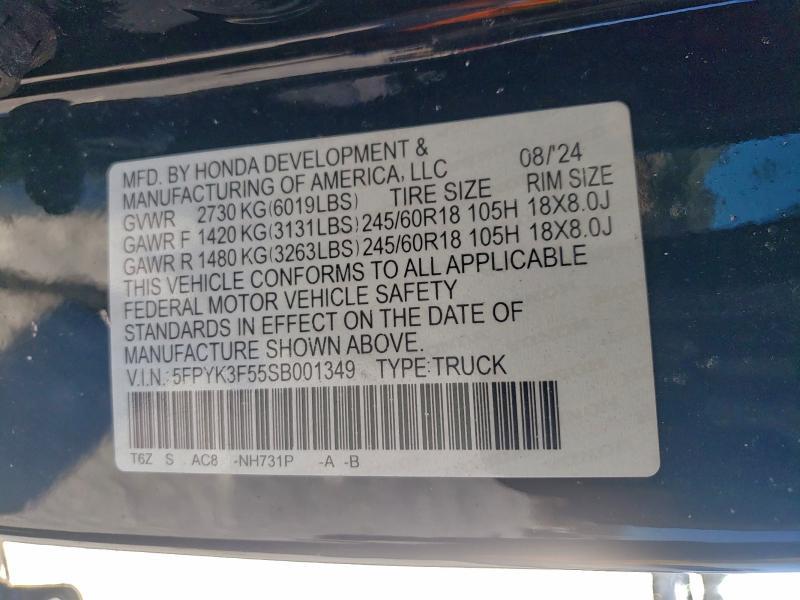 MFD. BY HONDA DEVELOPMENT & 08/'24
MANUFACTURING OF AMERICA, LLC
GVWR 2730 KG(6019LBS) TIRE SIZE RIM SIZE
GAWR F 1420 KG(3131LBS) 245/60R18 105H 18X8.0J
GAWR R 1480 KG(3263LBS) 245/60R18 105H 18X8.0J
THIS VEHICLE CONFORMS TO ALL APPLICABLE
FEDERAL MOTOR VEHICLE SAFETY
STANDARDS IN EFFECT ON THE DATE OF
MANUFACTURE SHOWN ABOVE.
V.I.N.: 5FPYK3F55SB001349 TYPE:TRUCK
T6Z S AC8 -NH731P -A -B